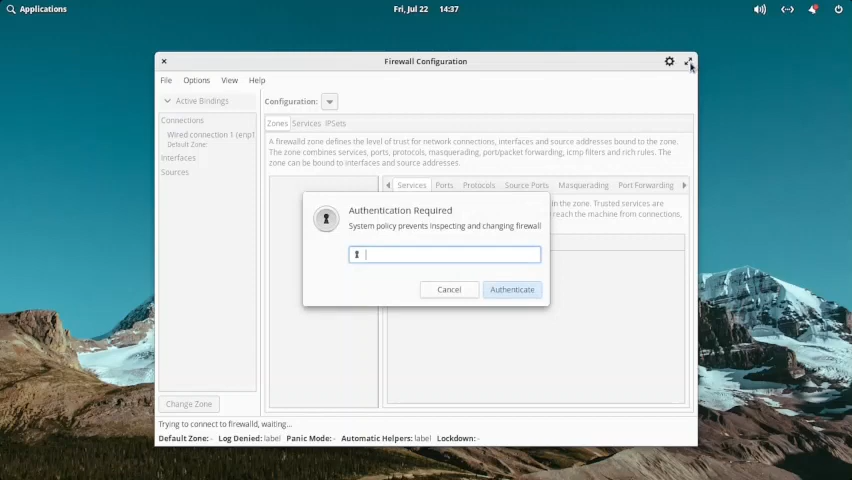 Applications
Fri, Jul 22 14:37
Firewall Configuration
File Options View Help
Active Bindings
Configuration:
Connections
Wired connection 1 (enp1
Default Zone:
Interfaces
Sources
Zones Services IPSets
A firewalld zone defines the level of trust for network connections, interfaces and source addresses bound to the zone.
The zone combines services, ports, protocols, masquerading, port/packet forwarding, icmp filters and rich rules. The
zone can be bound to interfaces and source addresses.
Services Ports Protocols Source Ports Masquerading Port Forwarding
in the zone. Trusted services are
reach the machine from connections,
Authentication Required
System policy prevents inspecting and changing firewall
Cancel Authenticate
Change Zone
Trying to connect to firewalld, waiting...
Default Zone: - Log Denied: label Panic Mode: - Automatic Helpers: label Lockdown: -